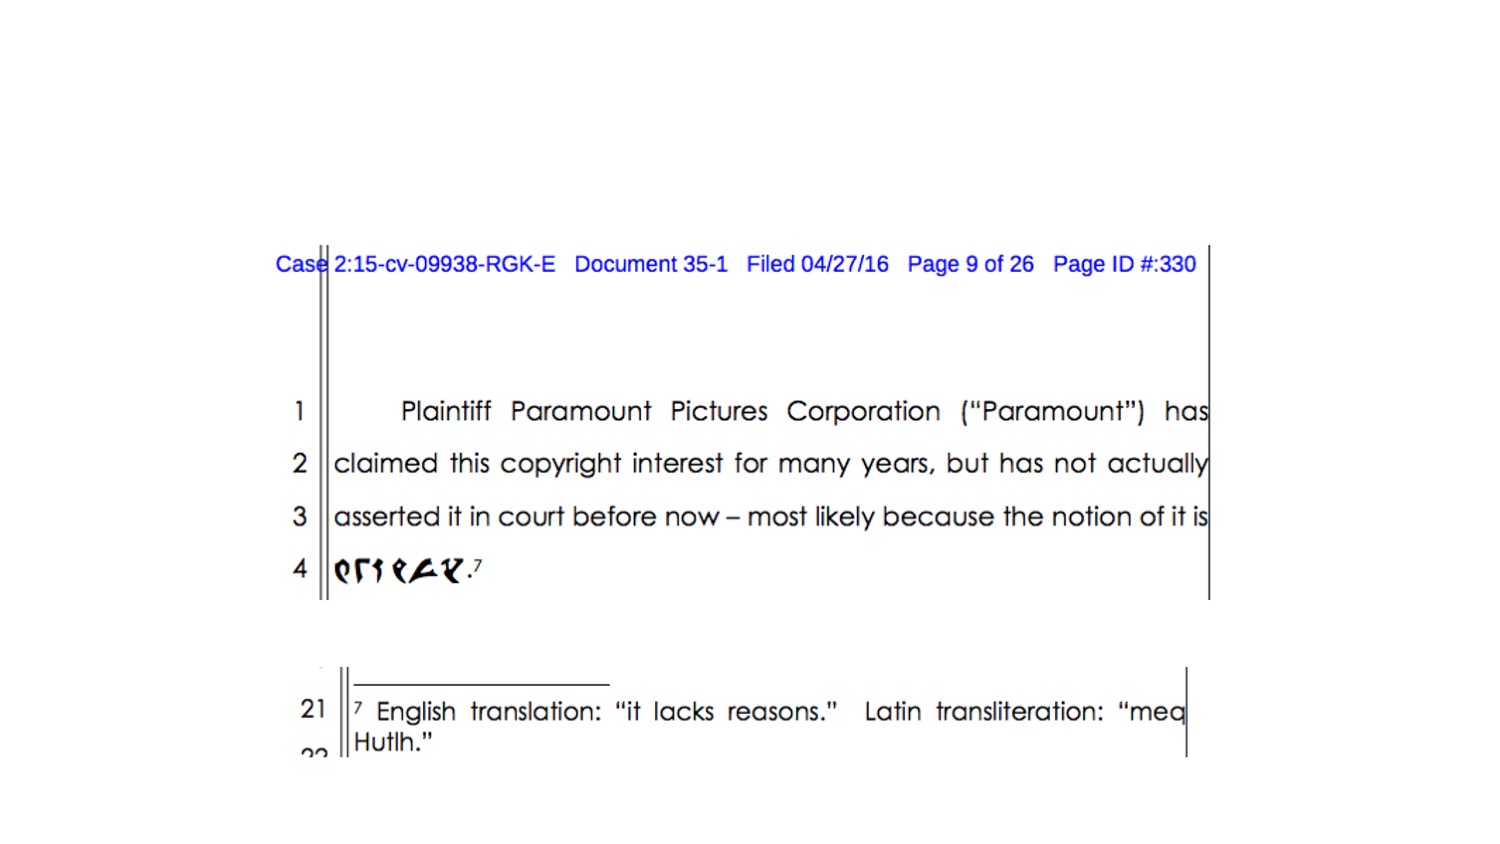 Case 2:15-cv-09938-RGK-E Document 35-1 Filed 04/27/16 Page 9 of 26 Page ID #:330
1 Plaintiff Paramount Pictures Corporation (“Paramount”) has
2 claimed this copyright interest for many years, but has not actually
3 asserted it in court before now – most likely because the notion of it is
4 .7
21 7 English translation: “it lacks reasons.” Latin transliteration: “meq
Hutlh.”